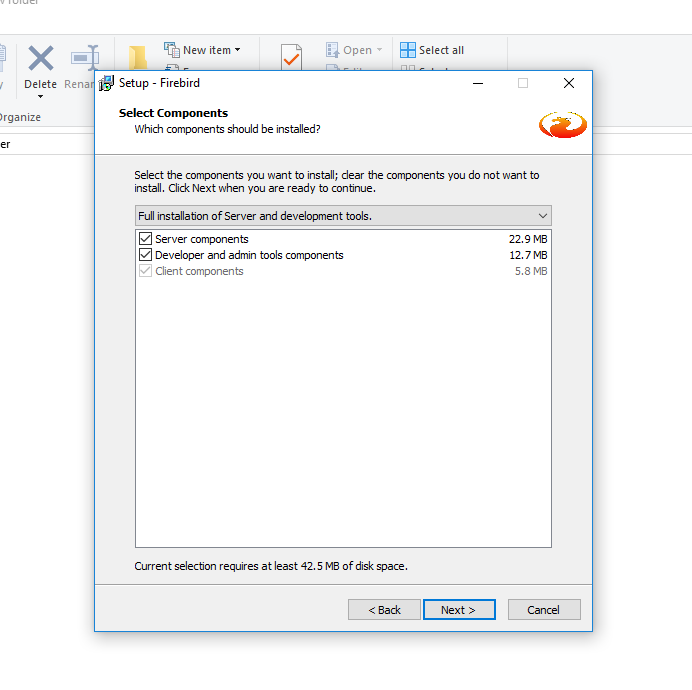 New item
Open
Select all
Delete
Setup - Firebird
Select Components
Which components should be installed?
Select the components you want to install; clear the components you do not want to
install. Click Next when you are ready to continue.
Full installation of Server and development tools.
Server components 22.9 MB
Developer and admin tools components 12.7 MB
Client components 5.8 MB
Current selection requires at least 42.5 MB of disk space.
< Back Next > Cancel